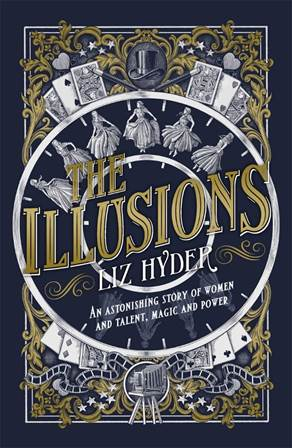 THE
ILLUSIONS
LIZ HYDER
AN ASTONISHING STORY OF WOMEN
AND TALENT, MAGIC AND POWER